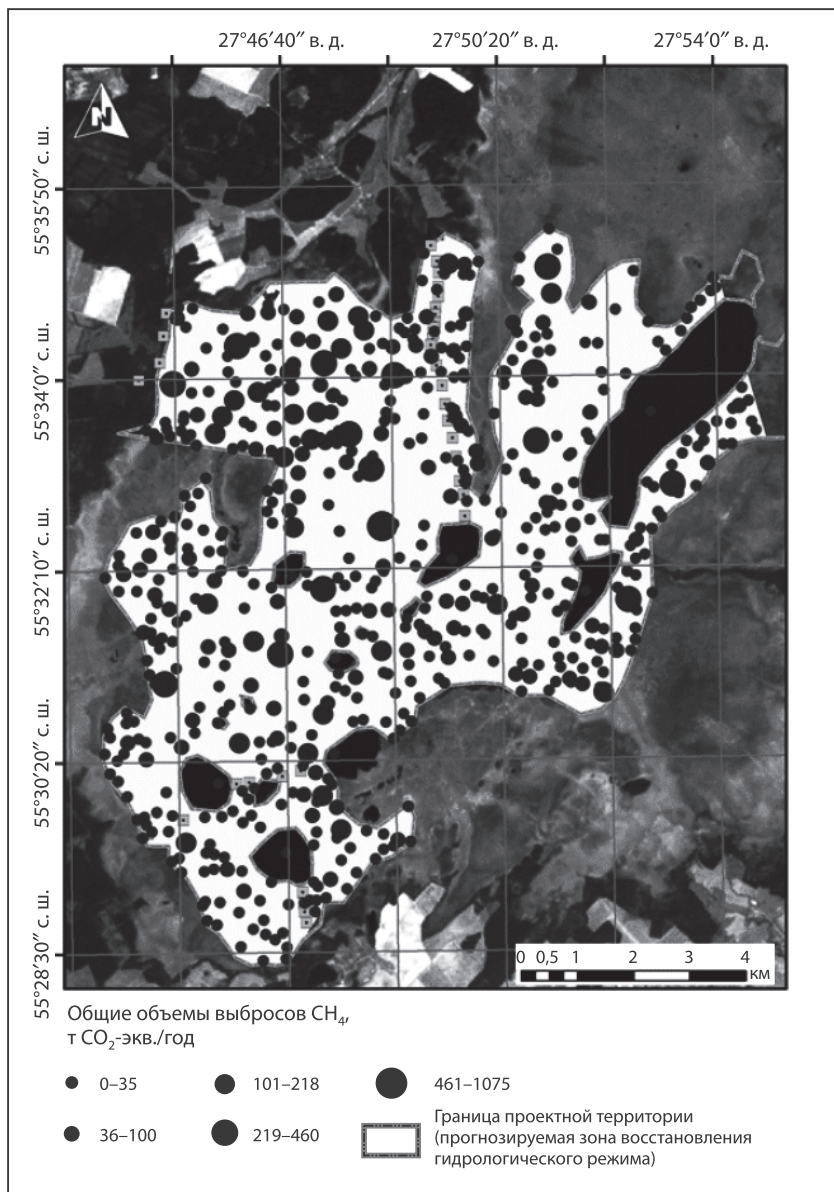 27°46′40″ в. д.
27°50′20″ в. д.
27°54′0″ в. д.
N
55°35′50″ с. ш.
55°34′0″ с. ш.
55°32′10″ с. ш.
55°30′20″ с. ш.
55°28′30″ с. ш.
0 0,5 1 2 3 4
км
Общие объемы выбросов CH₄,
т CO₂-экв./год
0–35
101–218
461–1075
36–100
219–460
Граница проектной территории
(прогнозируемая зона восстановления
гидрологического режима)